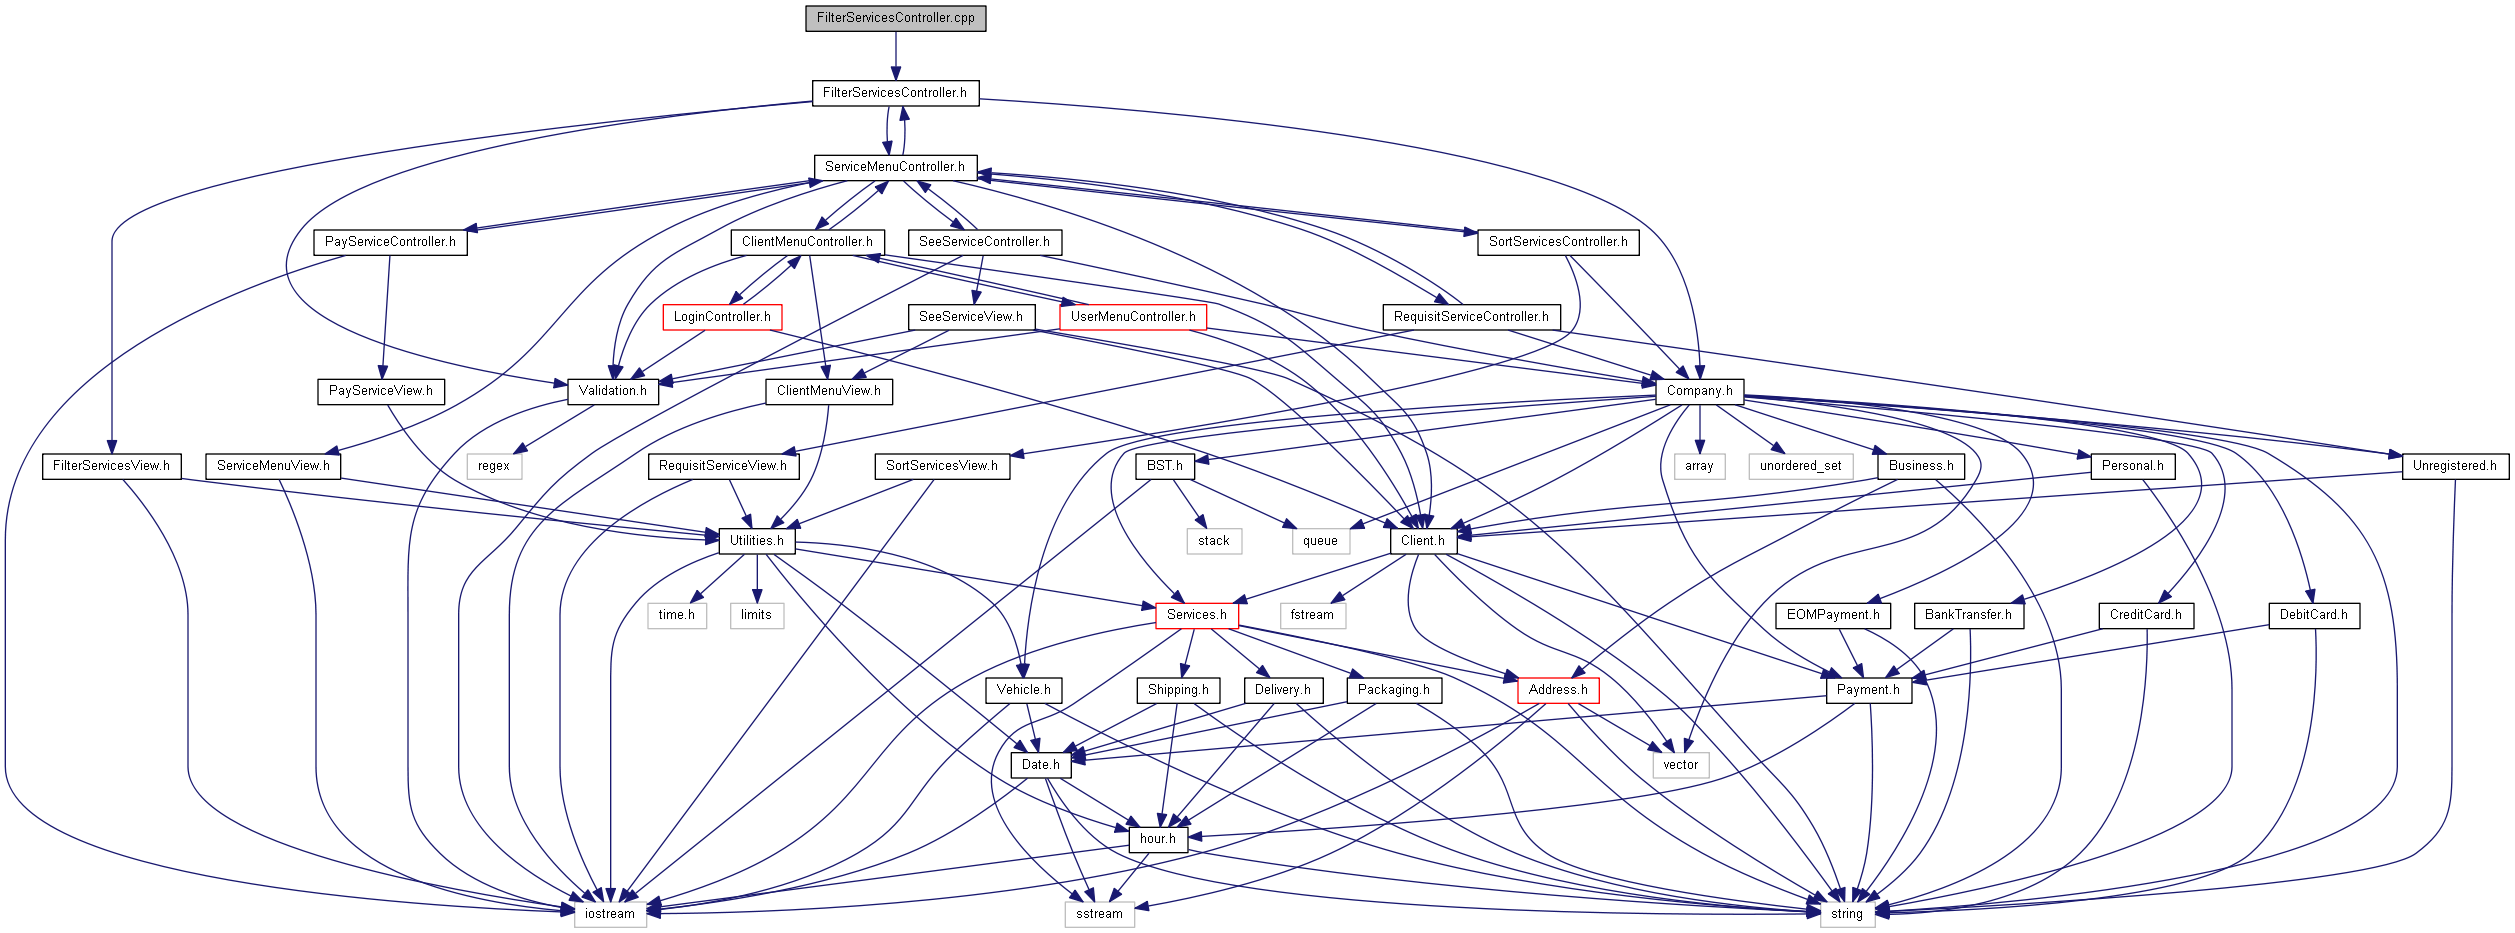 FilterServicesController.cpp
FilterServicesController.h
ServiceMenuController.h
PayServiceController.h
ClientMenuController.h
SeeServiceController.h
SortServicesController.h
LoginController.h
SeeServiceView.h
UserMenuController.h
RequisitServiceController.h
PayServiceView.h
Validation.h
ClientMenuView.h
Company.h
FilterServicesView.h
ServiceMenuView.h
regex
RequisitServiceView.h
SortServicesView.h
BST.h
array
unordered_set
Business.h
Personal.h
Unregistered.h
Utilities.h
stack
queue
Client.h
time.h
limits
Services.h
fstream
EOMPayment.h
BankTransfer.h
CreditCard.h
DebitCard.h
Vehicle.h
Shipping.h
Delivery.h
Packaging.h
Address.h
Payment.h
Date.h
vector
hour.h
iostream
sstream
string